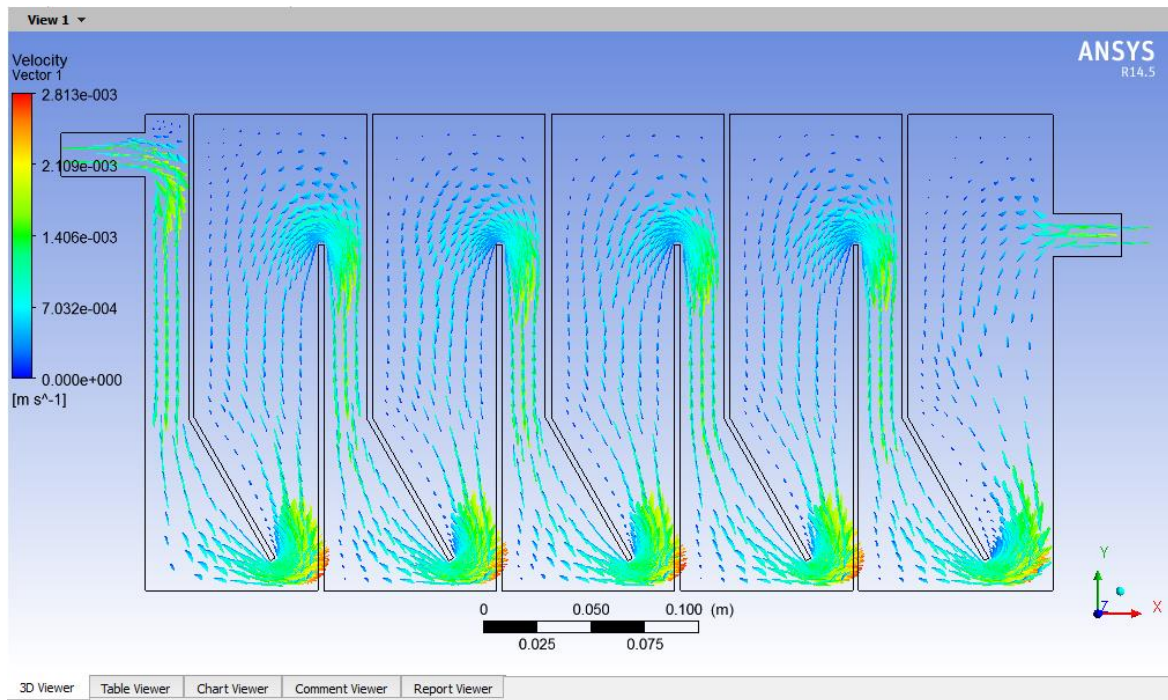 View 1
ANSYS
R14.5
Velocity
Vector 1
2.813e-003
2.109e-003
1.406e-003
7.032e-004
0.000e+000
[m s^-1]
0 0.050 0.100 (m)
0.025 0.075
Y
Z X
3D Viewer Table Viewer Chart Viewer Comment Viewer Report Viewer